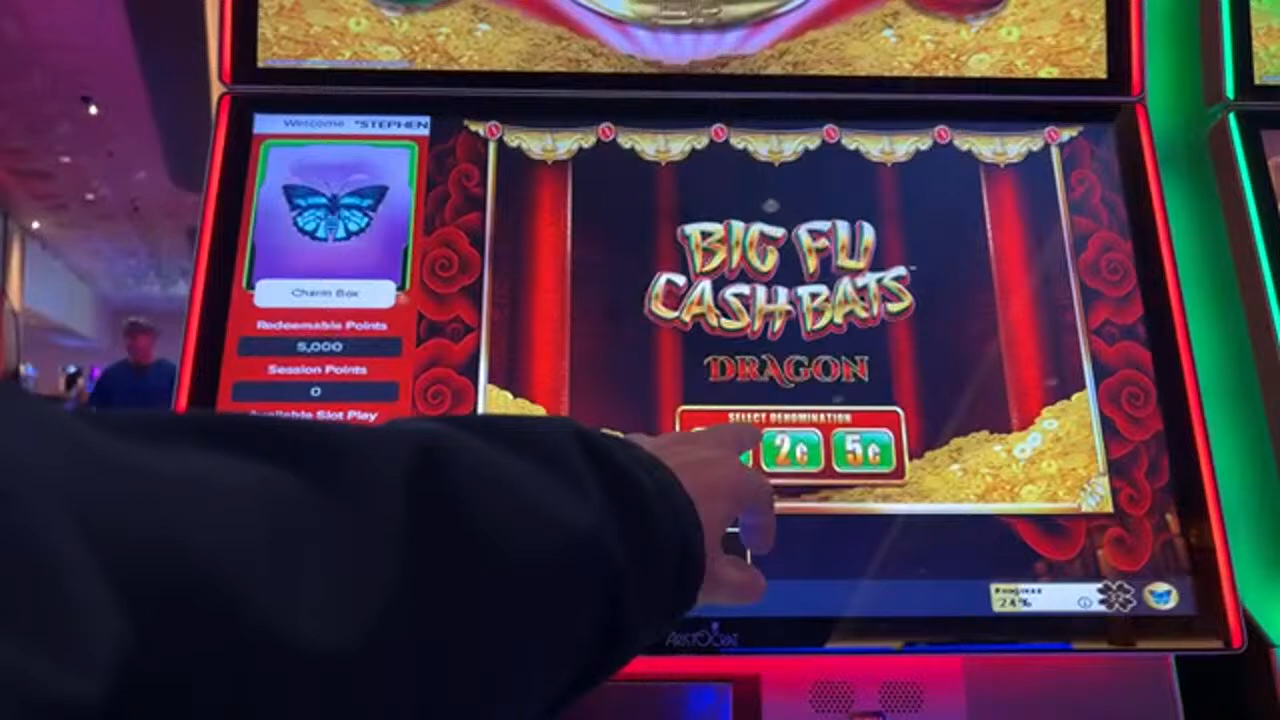 Welcome *STEPHEN
Charm Box
Redeemable Points
5,000
Session Points
0
Available Slot Play
BIG FU
CASH BATS
DRAGON
SELECT DENOMINATION
2¢ 5¢
24%
ARISTOCRAT